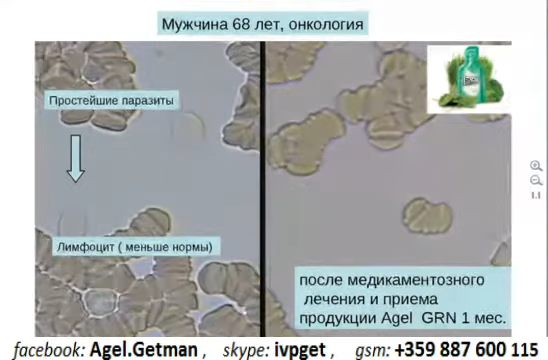 Мужчина 68 лет, онкология
Простейшие паразиты
Лимфоцит ( меньше нормы)
после медикаментозного
лечения и приема
продукции Agel GRN 1 мес.
facebook: Agel.Getman , skype: ivpget , gsm: +359 887 600 115